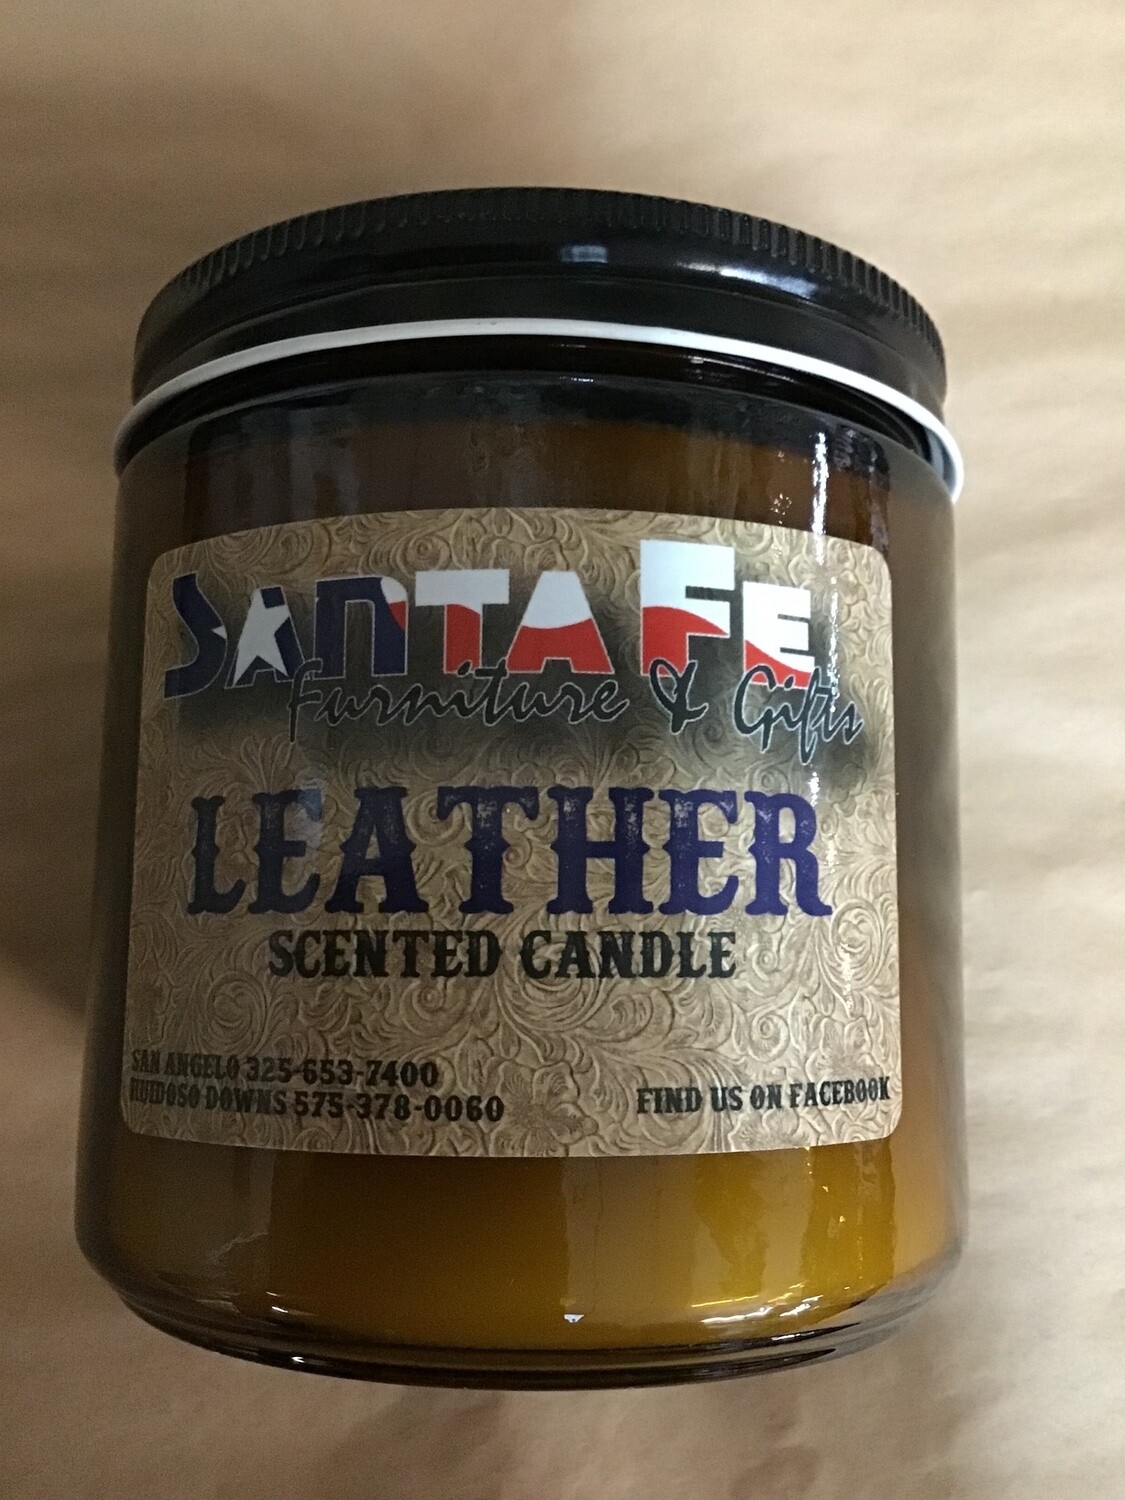 SANTA FE
Furniture & Gifts
LEATHER
SCENTED CANDLE
SAN ANGELO 325-653-7400
RUIDOSO DOWNS 575-378-0060
FIND US ON FACEBOOK